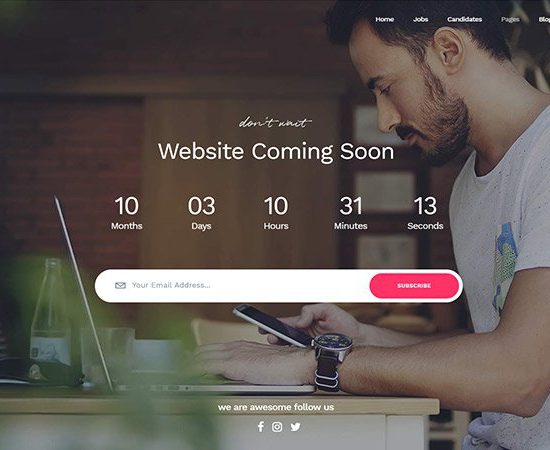 Home Jobs Candidates Pages Blog
don't wait
Website Coming Soon
10 03 10 31 13
Months Days Hours Minutes Seconds
Your Email Address...
SUBSCRIBE
we are awesome follow us